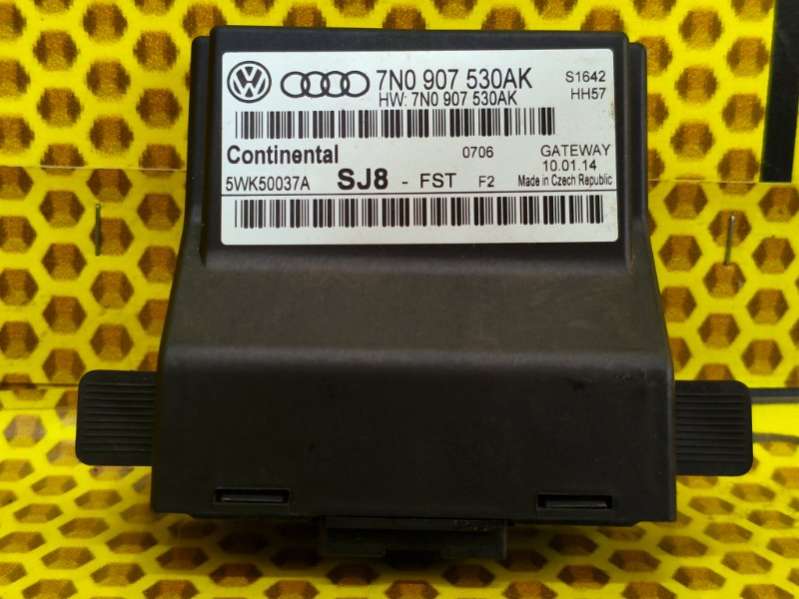 7N0 907 530AK S1642
HW: 7N0 907 530AK HH57
Continental 0706 GATEWAY
10.01.14
5WK50037A SJ8 - FST F2 Made in Czech Republic